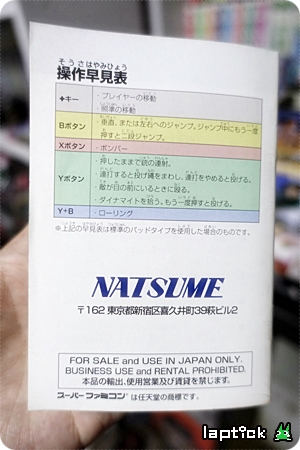 そうさはやみひょう
操作早見表
✚キー
・プレイヤーの移動
・照準の移動
Bボタン
・垂直、または左右へのジャンプ。ジャンプ中にもう一度
押すと二段ジャンプ。
Xボタン
・ボンバー
Yボタン
・押したままで銃の連射。
・連打すると投げ縄をまわし、連打をやめると投げる。
・敵が目の前にいるときに殴る。
・ダイナマイトを拾う。もう一度押すと投げる。
Y+B
・ローリング
※上記の早見表は標準のパッドタイプを使用した場合のものです。
NATSUME
〒162 東京都新宿区喜久井町39萩ビル2
FOR SALE and USE IN JAPAN ONLY.
BUSINESS USE and RENTAL PROHIBITED.
本品の輸出、使用営業及び賃貸を禁じます。
スーパーファミコン は任天堂の商標です。
laptick